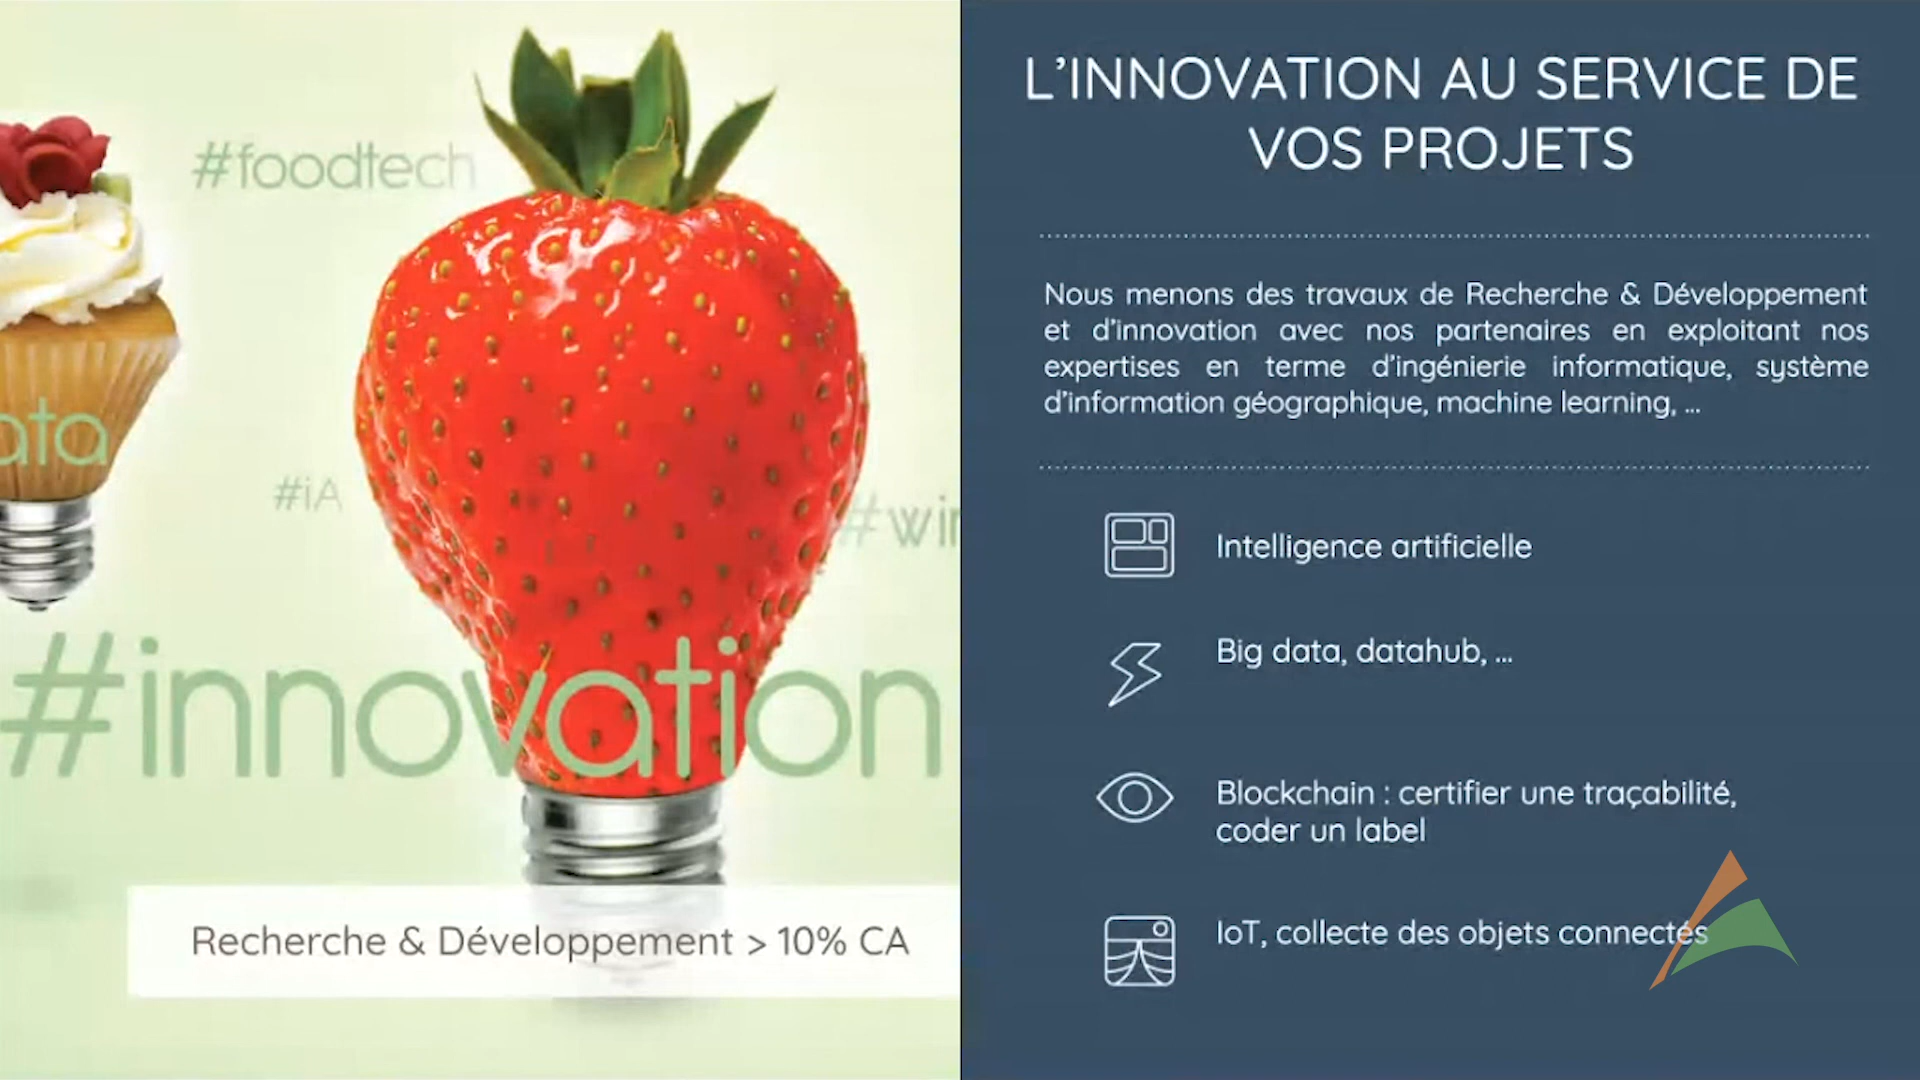 #foodtech
#iA
#innovation
Recherche & Développement > 10% CA
L'INNOVATION AU SERVICE DE
VOS PROJETS
Nous menons des travaux de Recherche & Développement
et d'innovation avec nos partenaires en exploitant nos
expertises en terme d'ingénierie informatique, système
d'information géographique, machine learning, ...
Intelligence artificielle
Big data, datahub, ...
Blockchain : certifier une traçabilité,
coder un label
IoT, collecte des objets connectés